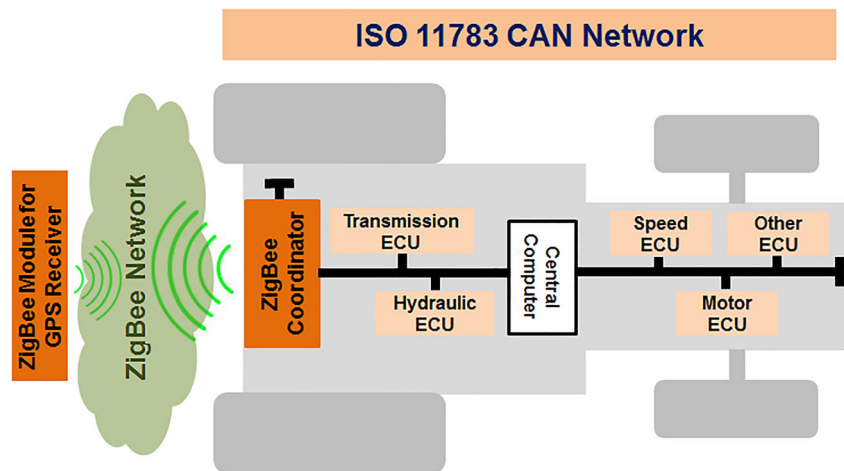 ISO 11783 CAN Network
ZigBee Module for
GPS Receiver
ZigBee Network
ZigBee
Coordinator
Transmission
ECU
Hydraulic
ECU
Central
Computer
Speed
ECU
Other
ECU
Motor
ECU